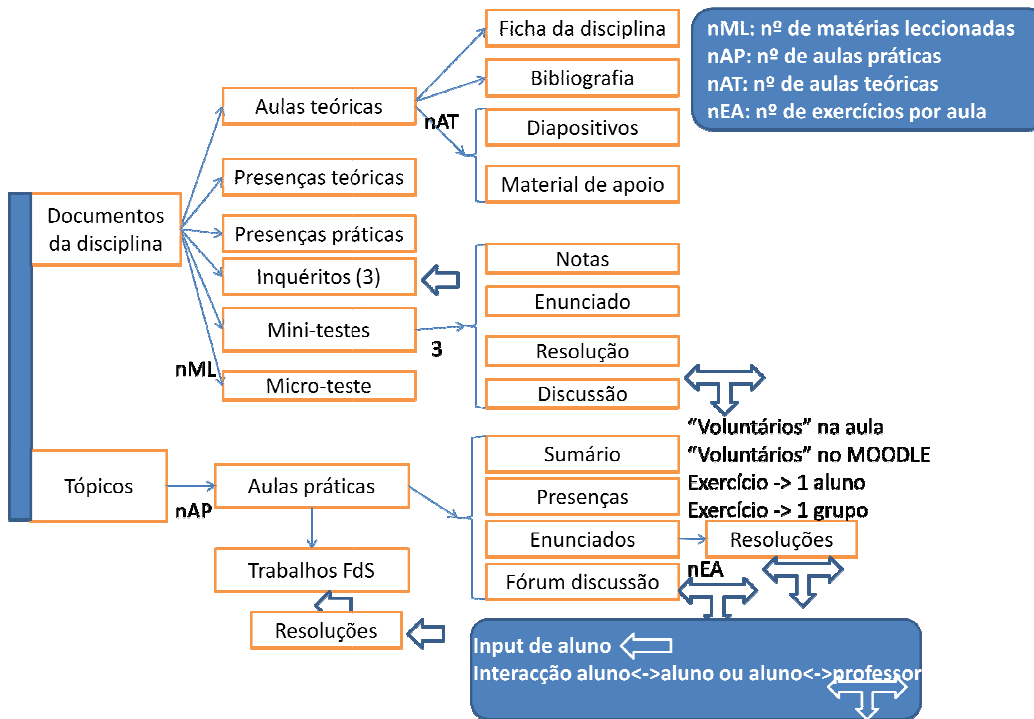 Ficha da disciplina
nML: nº de matérias leccionadas
nAP: nº de aulas práticas
nAT: nº de aulas teóricas
nEA: nº de exercícios por aula
Bibliografia
Aulas teóricas
nAT
Diapositivos
Material de apoio
Presenças teóricas
Documentos
da disciplina
Presenças práticas
Inquéritos (3)
Mini-testes
3
nML
Micro-teste
Notas
Enunciado
Resolução
Discussão
"Voluntários" na aula
"Voluntários" no MOODLE
Exercício -> 1 aluno
Exercício -> 1 grupo
Tópicos
nAP
Aulas práticas
Sumário
Presenças
Enunciados
Resoluções
nEA
Fórum discussão
Trabalhos FdS
Resoluções
Input de aluno
Interacção aluno<->aluno ou aluno<->professor